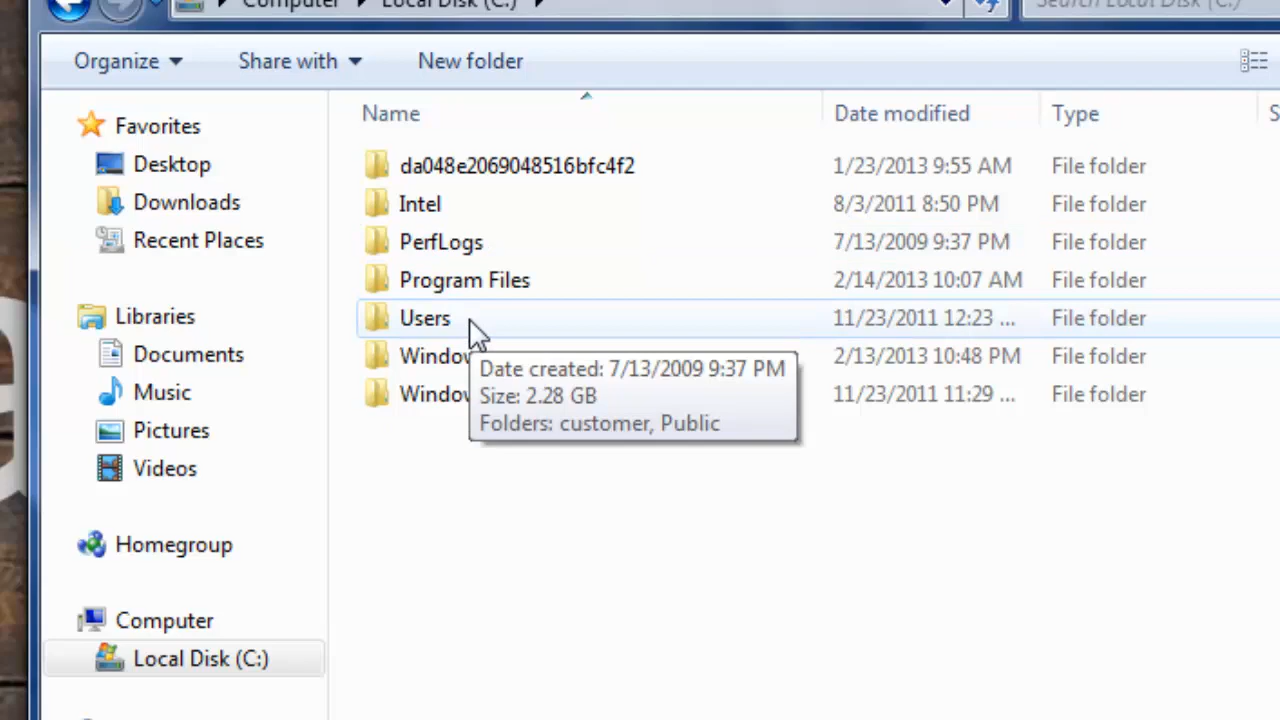 Computer Local Disk (C:) Search Local Disk (C:)
Organize Share with New folder
Favorites
Desktop
Downloads
Recent Places
Libraries
Documents
Music
Pictures
Videos
Homegroup
Computer
Local Disk (C:)
Name Date modified Type S
da048e2069048516bfc4f2 1/23/2013 9:55 AM File folder
Intel 8/3/2011 8:50 PM File folder
PerfLogs 7/13/2009 9:37 PM File folder
Program Files 2/14/2013 10:07 AM File folder
Users 11/23/2011 12:23 ... File folder
Window 2/13/2013 10:48 PM File folder
Window 11/23/2011 11:29 ... File folder
Date created: 7/13/2009 9:37 PM
Size: 2.28 GB
Folders: customer, Public